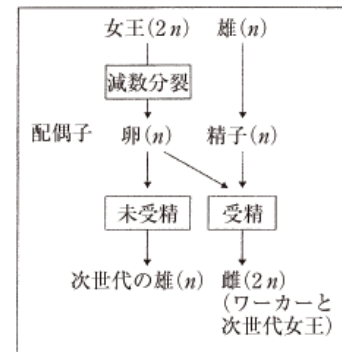 女王(2n) 雄(n)
減数分裂
配偶子 卵(n) 精子(n)
未受精 受精
次世代の雄(n) 雌(2n)
(ワーカーと
次世代女王)